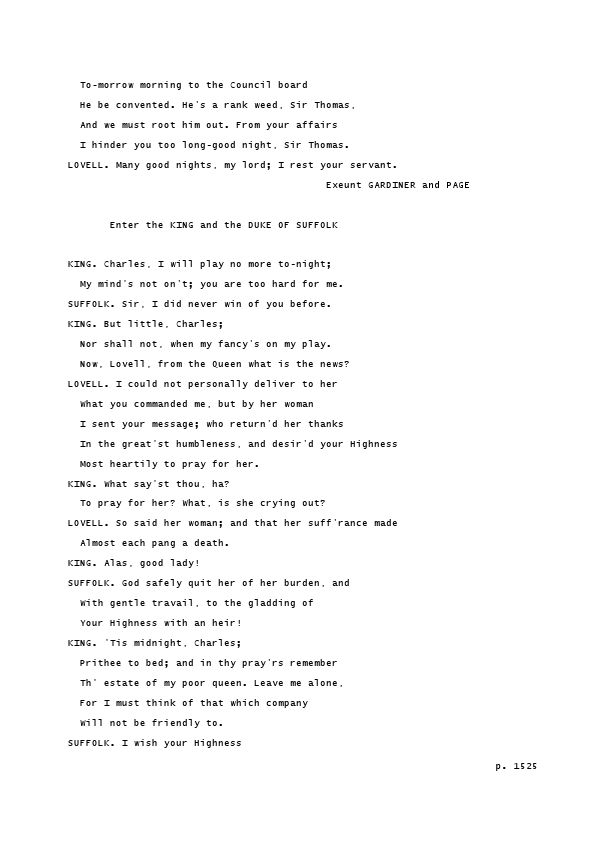 To-morrow morning to the Council board
He be convented. He's a rank weed, Sir Thomas,
And we must root him out. From your affairs
I hinder you too long-good night, Sir Thomas.
LOVELL. Many good nights, my lord; I rest your servant.
Exeunt GARDINER and PAGE
Enter the KING and the DUKE OF SUFFOLK
KING. Charles, I will play no more to-night;
My mind's not on't; you are too hard for me.
SUFFOLK. Sir, I did never win of you before.
KING. But little, Charles;
Nor shall not, when my fancy's on my play.
Now, Lovell, from the Queen what is the news?
LOVELL. I could not personally deliver to her
What you commanded me, but by her woman
I sent your message; who return'd her thanks
In the great'st humbleness, and desir'd your Highness
Most heartily to pray for her.
KING. What say'st thou, ha?
To pray for her? What, is she crying out?
LOVELL. So said her woman; and that her suff'rance made
Almost each pang a death.
KING. Alas, good lady!
SUFFOLK. God safely quit her of her burden, and
With gentle travail, to the gladding of
Your Highness with an heir!
KING. 'Tis midnight, Charles;
Prithee to bed; and in thy pray'rs remember
Th' estate of my poor queen. Leave me alone,
For I must think of that which company
Will not be friendly to.
SUFFOLK. I wish your Highness
p. 1525